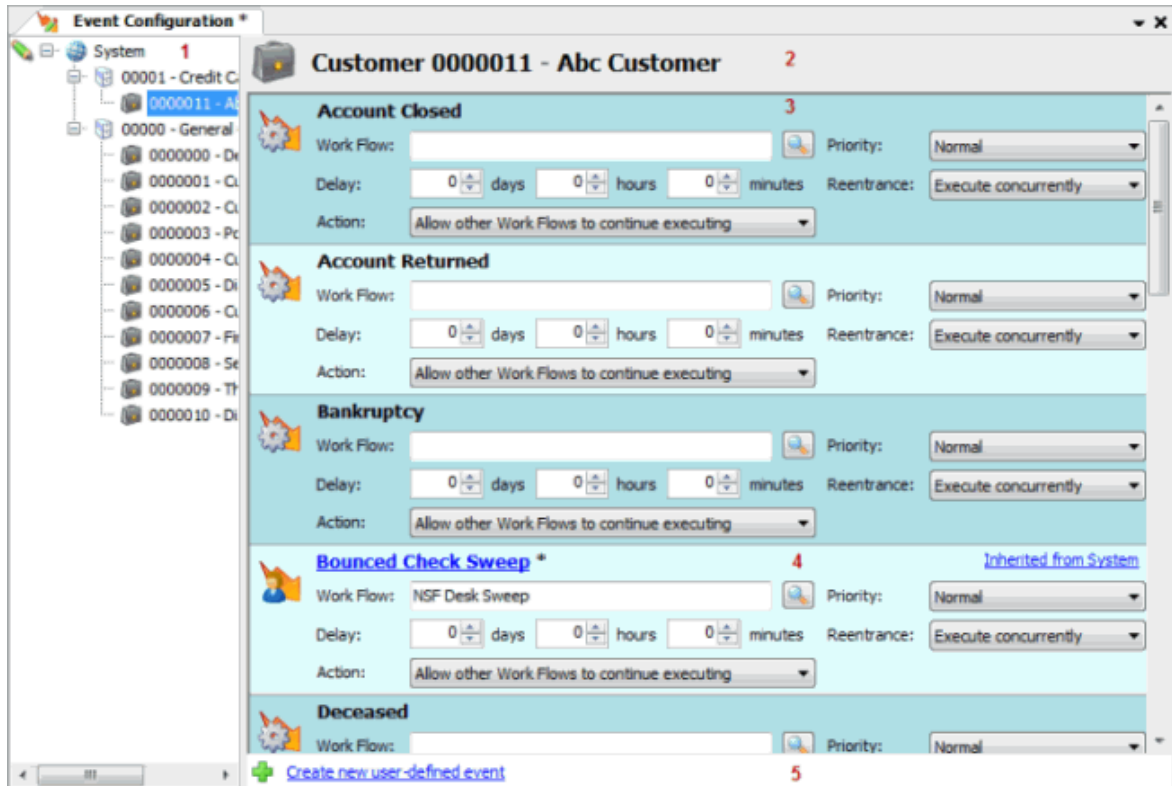 Event Configuration *
System 1
00001 - Credit C
0000011 - A
00000 - General
0000000 - De
0000001 - Cu
0000002 - Cu
0000003 - Po
0000004 - Cu
0000005 - Di
0000006 - Cu
0000007 - Fi
0000008 - Se
0000009 - Th
0000010 - Di
Customer 0000011 - Abc Customer 2
Account Closed 3
Work Flow: Priority: Normal
Delay: 0 days 0 hours 0 minutes Reentrance: Execute concurrently
Action: Allow other Work Flows to continue executing
Account Returned
Work Flow: Priority: Normal
Delay: 0 days 0 hours 0 minutes Reentrance: Execute concurrently
Action: Allow other Work Flows to continue executing
Bankruptcy
Work Flow: Priority: Normal
Delay: 0 days 0 hours 0 minutes Reentrance: Execute concurrently
Action: Allow other Work Flows to continue executing
Bounced Check Sweep * 4 Inherited from System
Work Flow: NSF Desk Sweep Priority: Normal
Delay: 0 days 0 hours 0 minutes Reentrance: Execute concurrently
Action: Allow other Work Flows to continue executing
Deceased
Work Flow: Priority: Normal
Create new user-defined event 5